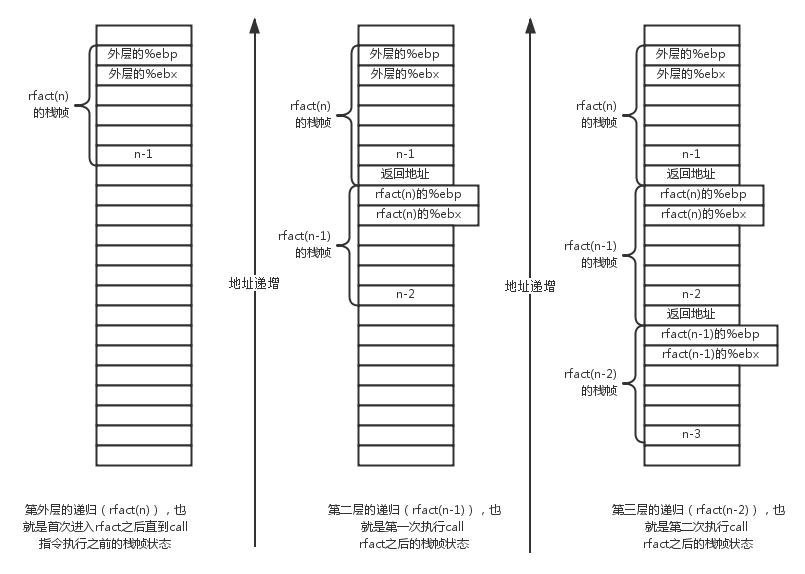 外层的%ebp
外层的%ebx
rfact(n)
的栈帧
n-1
外层的%ebp
外层的%ebx
rfact(n)
的栈帧
n-1
返回地址
rfact(n)的%ebp
rfact(n)的%ebx
rfact(n-1)
的栈帧
n-2
外层的%ebp
外层的%ebx
rfact(n)
的栈帧
n-1
返回地址
rfact(n)的%ebp
rfact(n)的%ebx
rfact(n-1)
的栈帧
n-2
返回地址
rfact(n-1)的%ebp
rfact(n-1)的%ebx
rfact(n-2)
的栈帧
n-3
地址递增
地址递增
第外层的递归（rfact(n)），也
就是首次进入rfact之后直到call
指令执行之前的栈帧状态
第二层的递归（rfact(n-1)），也
就是第一次执行call
rfact之后的栈帧状态
第三层的递归（rfact(n-2)），也
就是第二次执行call
rfact之后的栈帧状态